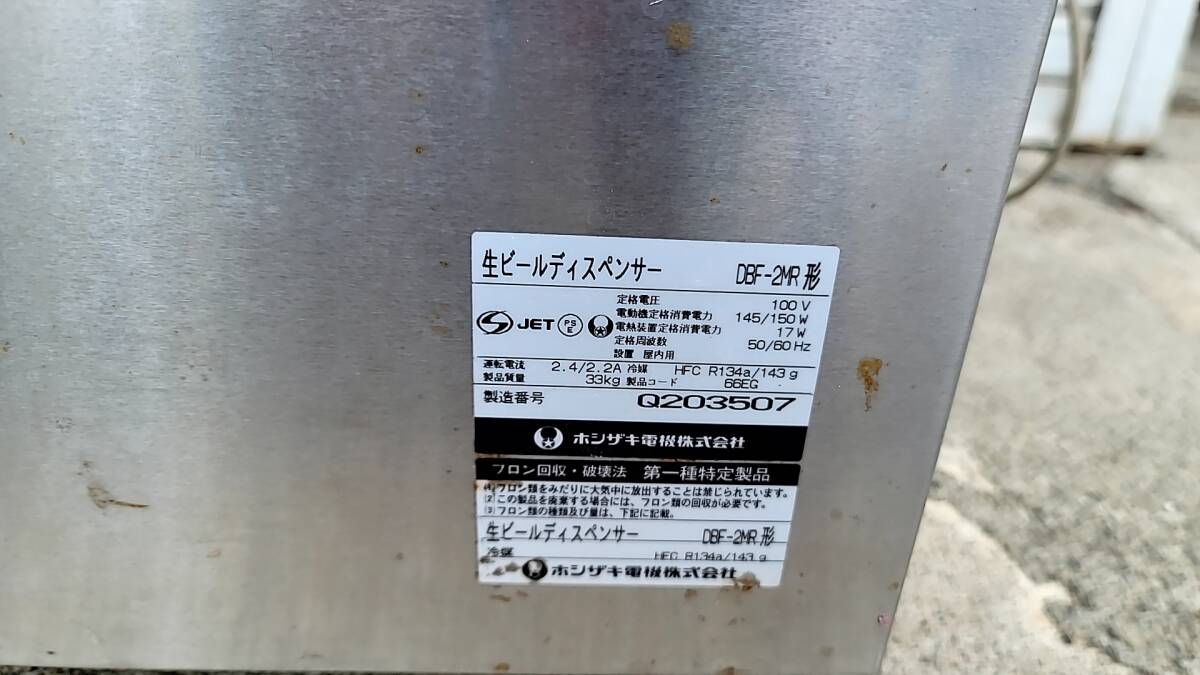 生ビールディスペンサー DBF-2MR 形
定格電圧 100 V
電動機定格消費電力 145/150 W
電熱装置定格消費電力 17 W
定格周波数 50/60 Hz
設置 屋内用
JET PS E
運転電流 2.4/2.2A 冷媒 HFC R134a/143 g
製品質量 33kg 製品コード 66EG
製造番号 Q203507
ホシザキ電機株式会社
フロン回収・破壊法 第一種特定製品
(1) フロン類をみだりに大気中に放出することは禁じられています。
(2) この製品を廃棄する場合には、フロン類の回収が必要です。
(3) フロン類の種類及び量は、下記に記載。
生ビールディスペンサー DBF-2MR 形
冷媒 HFC R134a/143 g
ホシザキ電機株式会社